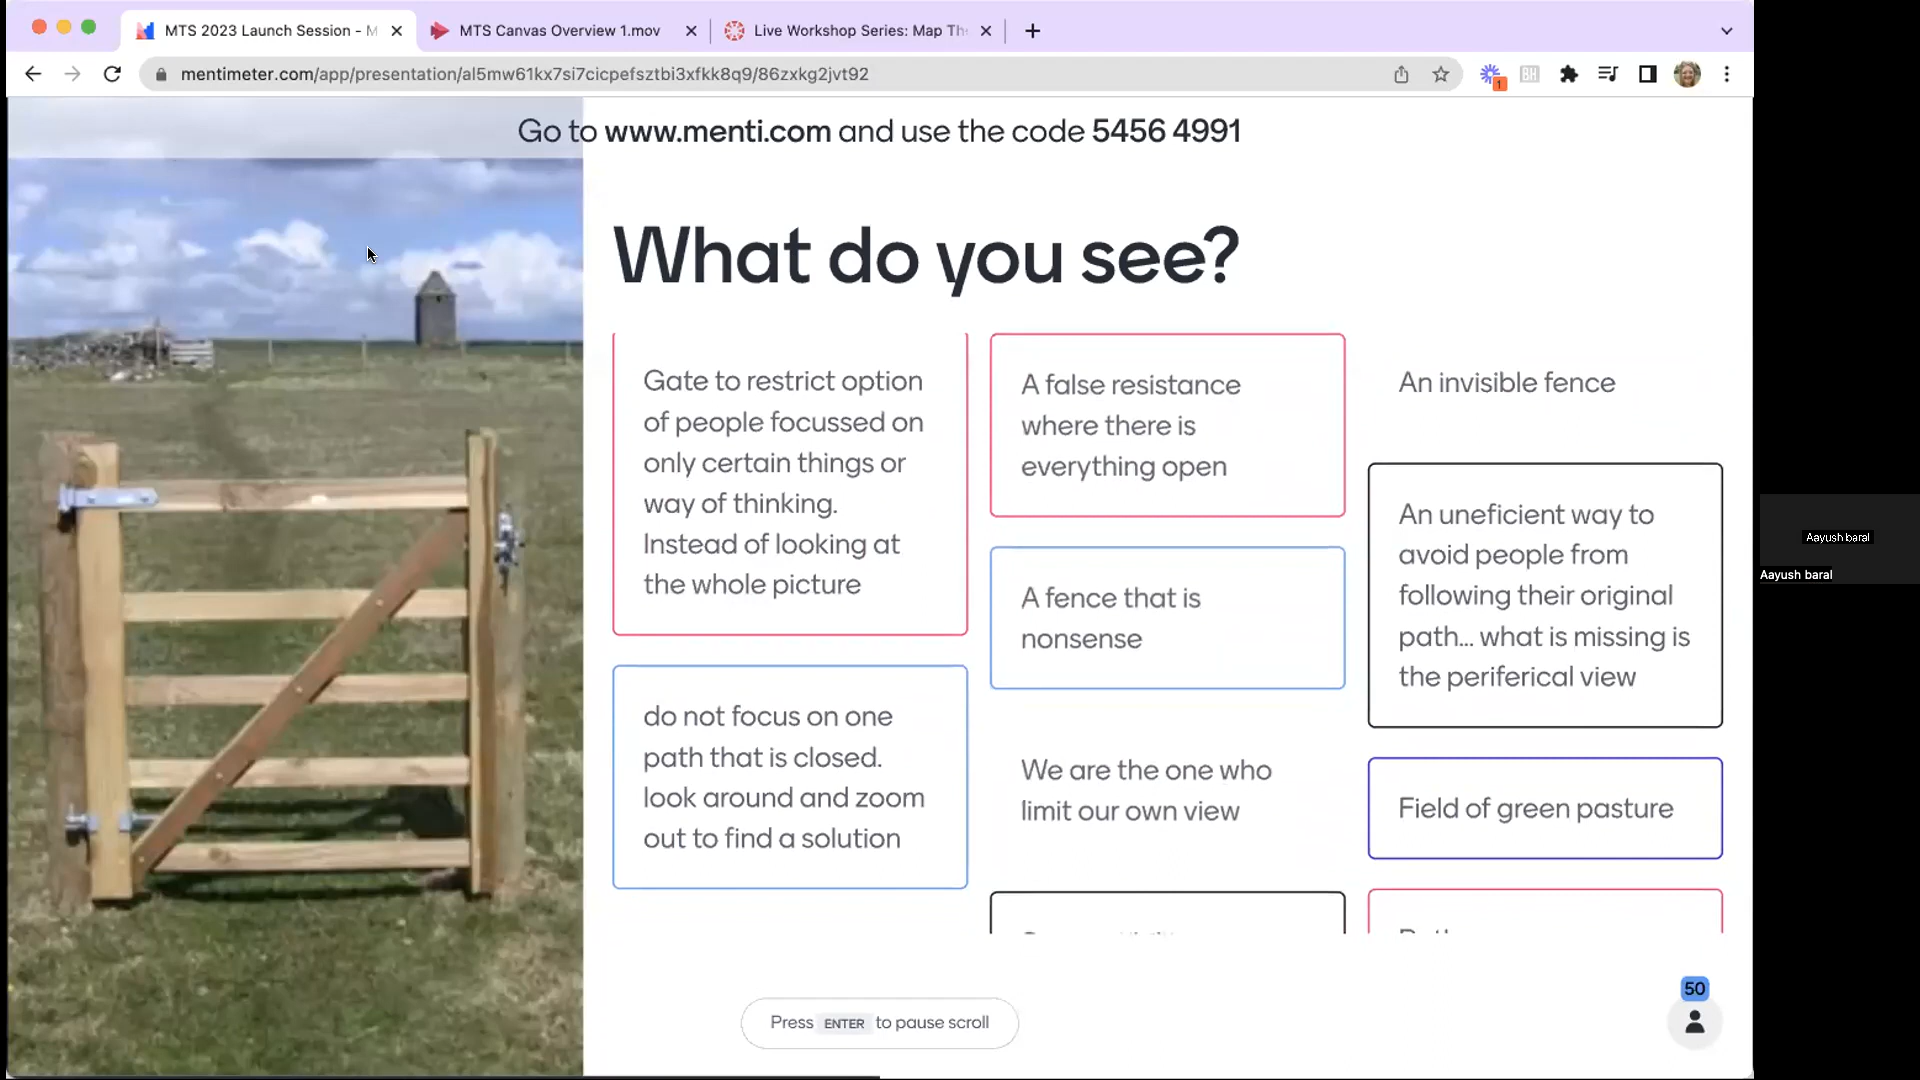 MTS 2023 Launch Session - M
MTS Canvas Overview 1.mov
Live Workshop Series: Map Th
mentimeter.com/app/presentation/al5mw61kx7si7cicpefsztbi3xfkk8q9/86zxkg2jvt92
1
BH
Go to www.menti.com and use the code 5456 4991
What do you see?
Gate to restrict option
of people focussed on
only certain things or
way of thinking.
Instead of looking at
the whole picture
do not focus on one
path that is closed.
look around and zoom
out to find a solution
A false resistance
where there is
everything open
A fence that is
nonsense
We are the one who
limit our own view
An invisible fence
An uneficient way to
avoid people from
following their original
path... what is missing is
the periferical view
Field of green pasture
Press ENTER to pause scroll
50
Aayush baral
Aayush baral